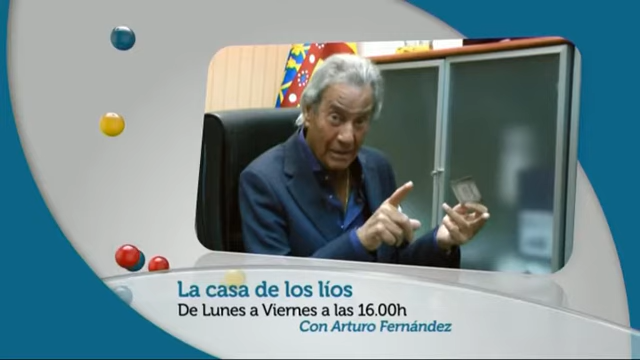 La casa de los líos
De Lunes a Viernes a las 16.00h
Con Arturo Fernández